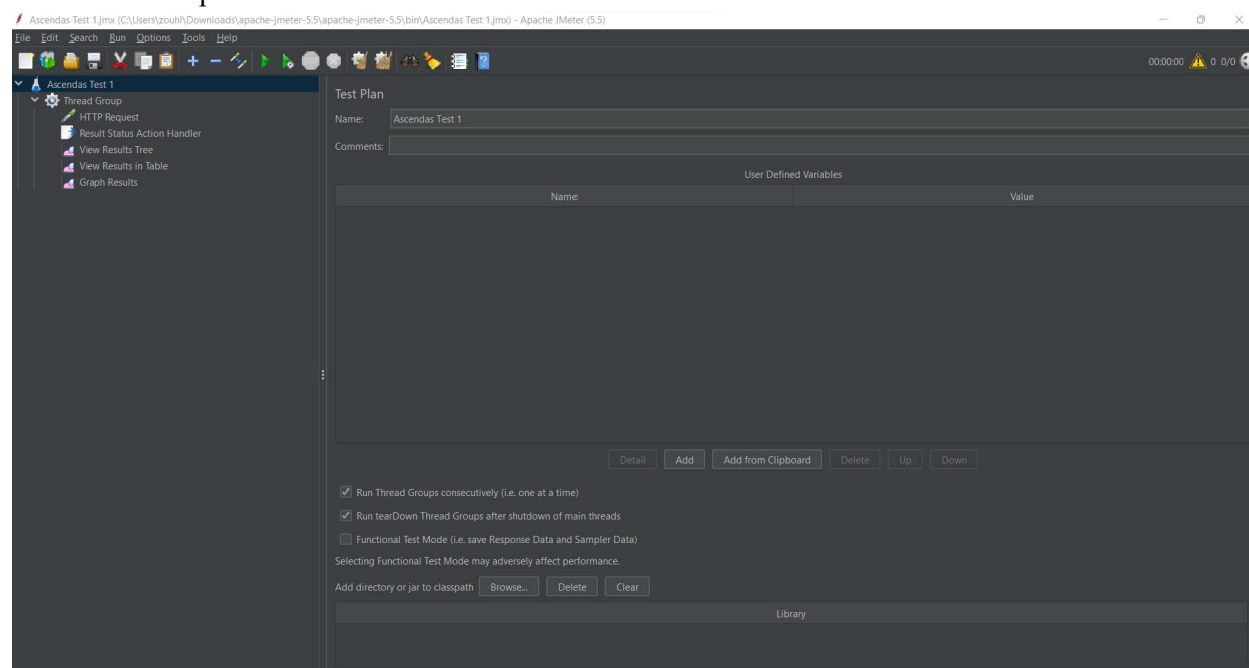 Ascendas Test 1.jmx (C:\Users\zouhl\Downloads\apache-jmeter-5.5\apache-jmeter-5.5\bin\Ascendas Test 1.jmx) - Apache JMeter (5.5)
File Edit Search Run Options Tools Help
00:00:00 0 0/0
Ascendas Test 1
Thread Group
HTTP Request
Result Status Action Handler
View Results Tree
View Results in Table
Graph Results
Test Plan
Name: Ascendas Test 1
Comments:
User Defined Variables
Name: Value
Detail Add Add from Clipboard Delete Up Down
Run Thread Groups consecutively (i.e. one at a time)
Run tearDown Thread Groups after shutdown of main threads
Functional Test Mode (i.e. save Response Data and Sampler Data)
Selecting Functional Test Mode may adversely affect performance.
Add directory or jar to classpath Browse... Delete Clear
Library